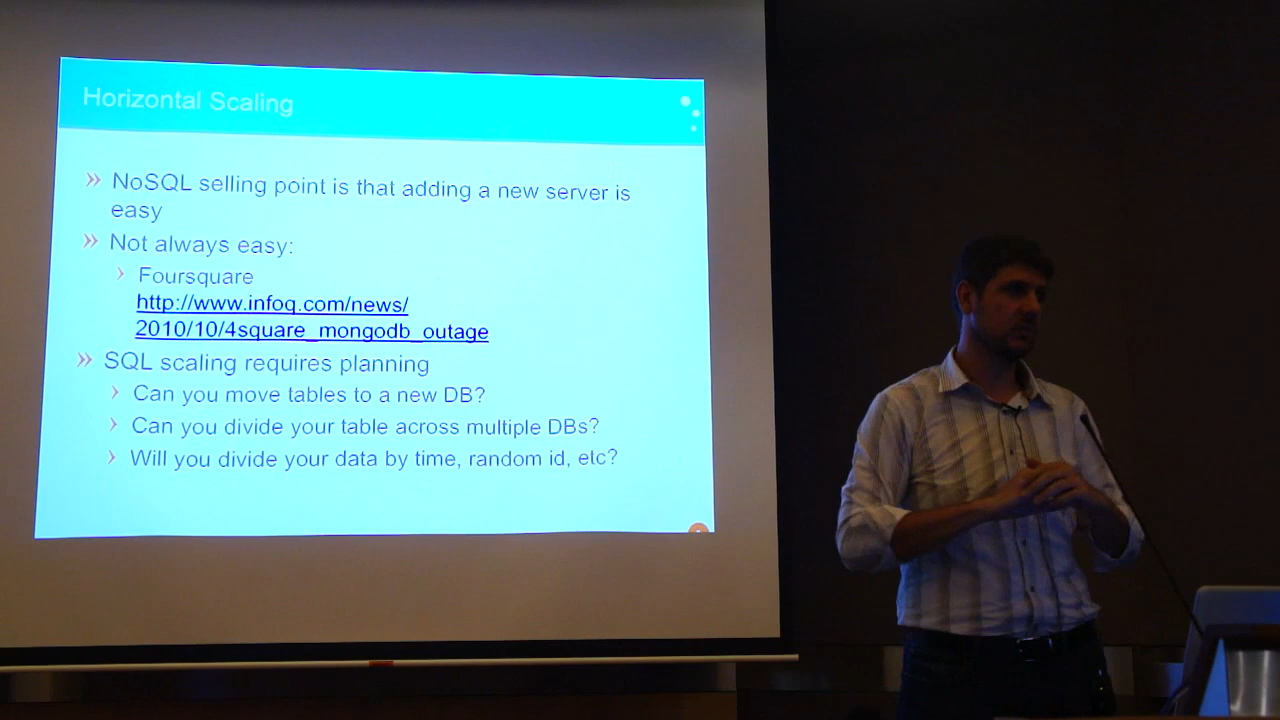 Horizontal Scaling
NoSQL selling point is that adding a new server is
easy
Not always easy:
Foursquare
http://www.infoq.com/news/
2010/10/4square_mongodb_outage
SQL scaling requires planning
Can you move tables to a new DB?
Can you divide your table across multiple DBs?
Will you divide your data by time, random id, etc?